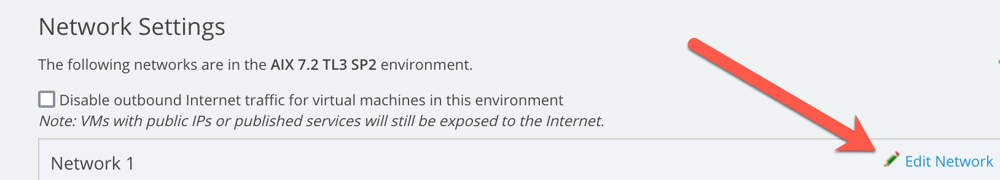 Network Settings
The following networks are in the AIX 7.2 TL3 SP2 environment.
Disable outbound Internet traffic for virtual machines in this environment
Note: VMs with public IPs or published services will still be exposed to the Internet.
Network 1
Edit Network